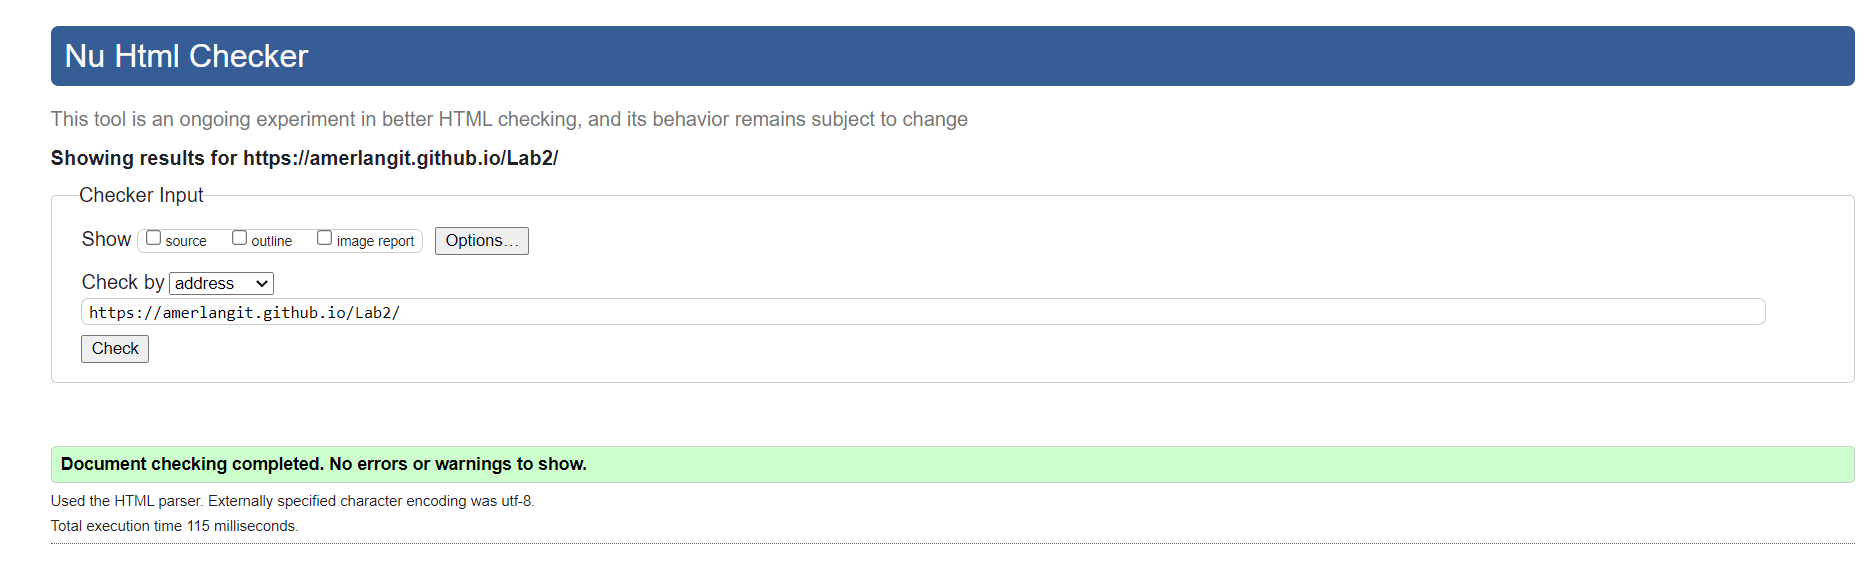 Nu Html Checker
This tool is an ongoing experiment in better HTML checking, and its behavior remains subject to change
Showing results for https://amerlangit.github.io/Lab2/
Checker Input
Show source outline image report Options…
Check by address
https://amerlangit.github.io/Lab2/
Check
Document checking completed. No errors or warnings to show.
Used the HTML parser. Externally specified character encoding was utf-8.
Total execution time 115 milliseconds.